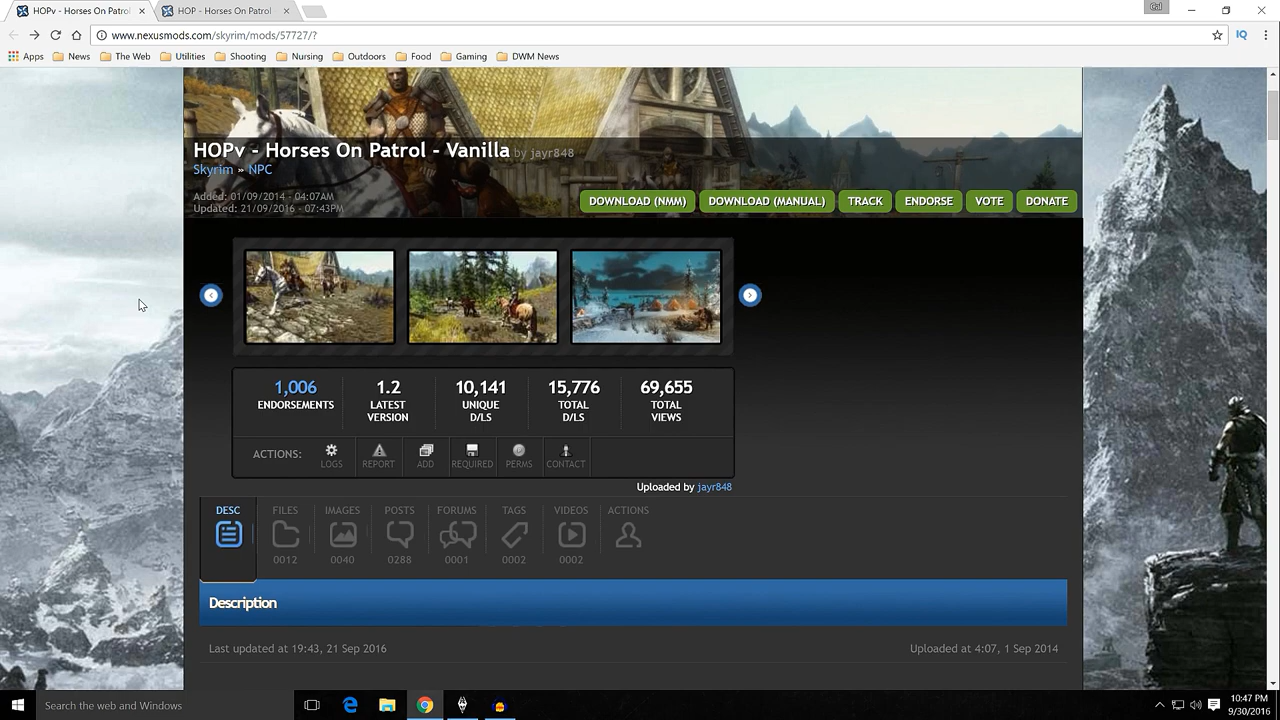 HOPv - Horses On Patrol
HOP - Horses On Patrol
www.nexusmods.com/skyrim/mods/57727/?
IQ
Apps News The Web Utilities Shooting Nursing Outdoors Food Gaming DWM News
HOPv - Horses On Patrol - Vanilla by jayr848
Skyrim » NPC
Added: 01/09/2014 - 04:07AM
Updated: 21/09/2016 - 07:43PM
DOWNLOAD (NMM) DOWNLOAD (MANUAL) TRACK ENDORSE VOTE DONATE
1,006 1.2 10,141 15,776 69,655
ENDORSEMENTS LATEST UNIQUE TOTAL TOTAL
VERSION D/LS D/LS VIEWS
ACTIONS: LOGS REPORT ADD REQUIRED PERMS CONTACT
Uploaded by jayr848
DESC FILES IMAGES POSTS FORUMS TAGS VIDEOS ACTIONS
0012 0040 0288 0001 0002 0002
Description
Last updated at 19:43, 21 Sep 2016 Uploaded at 4:07, 1 Sep 2014
Search the web and Windows
10:47 PM
9/30/2016